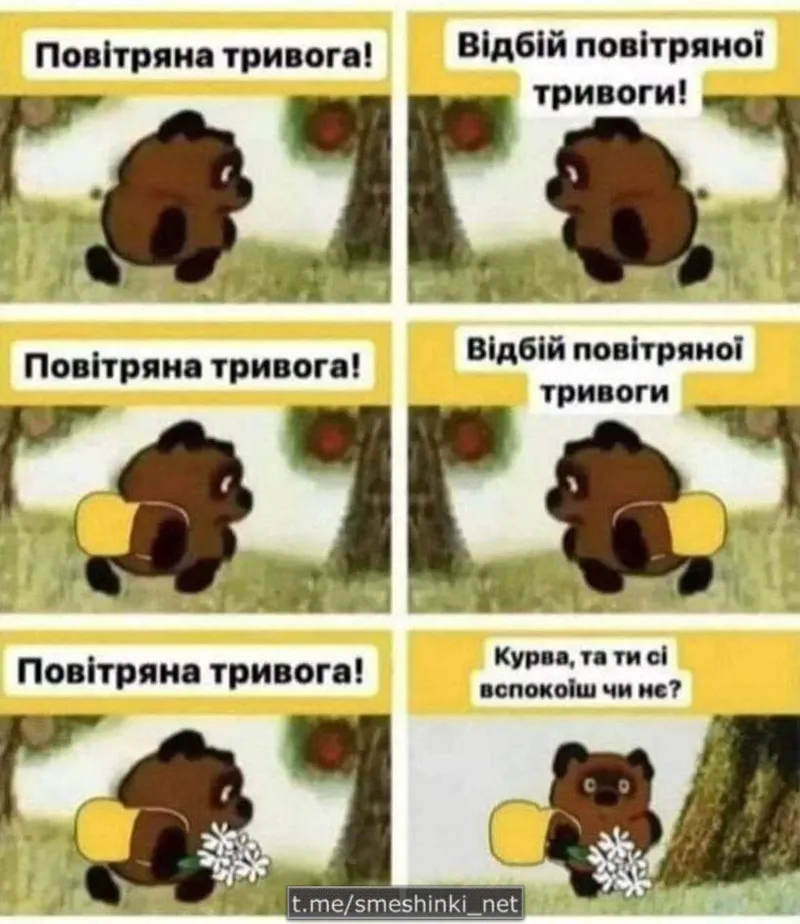 Повітряна тривога!
Відбій повітряної
тривоги!
Повітряна тривога!
Відбій повітряної
тривоги
Повітряна тривога!
Курва, та ти сі
вспокоїш чи нє?
t.me/smeshinki_net